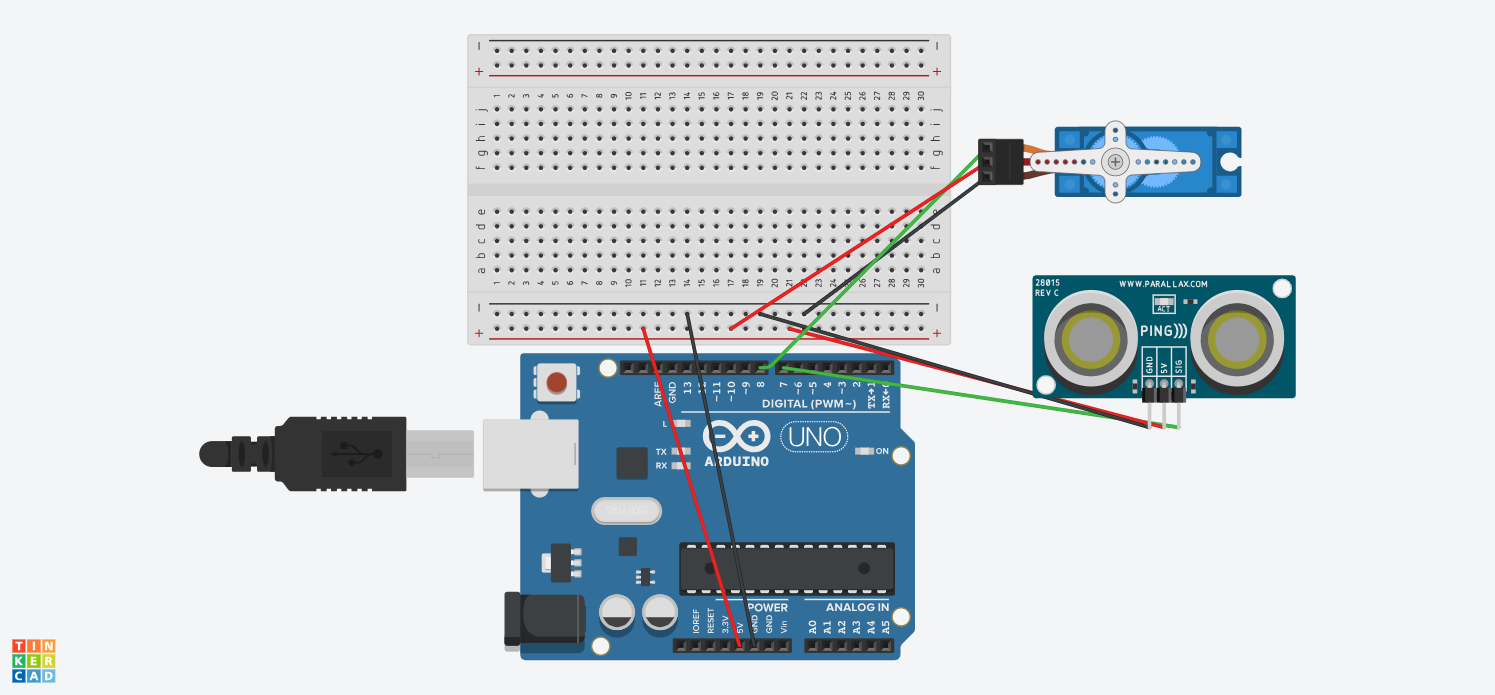 − −
+ +
1 2 3 4 5 6 7 8 9 10 11 12 13 14 15 16 17 18 19 20 21 22 23 24 25 26 27 28 29 30
j j
i i
h h
g g
f f
e e
d d
c c
b b
a a
1 2 3 4 5 6 7 8 9 10 11 12 13 14 15 16 17 18 19 20 21 22 23 24 25 26 27 28 29 30
− −
+ +
28015
REV C
WWW.PARALLAX.COM
ACT
PING)))
GND
5V
SIG
AREF
GND
13
12
~11
~10
~9
8
7
~6
~5
4
~3
2
TX→1
RX←0
DIGITAL (PWM~)
L
TX
RX
ARDUINO
UNO
ON
POWER
ANALOG IN
IOREF
RESET
3.3V
5V
GND
GND
Vin
A0
A1
A2
A3
A4
A5
TIN
KER
CAD